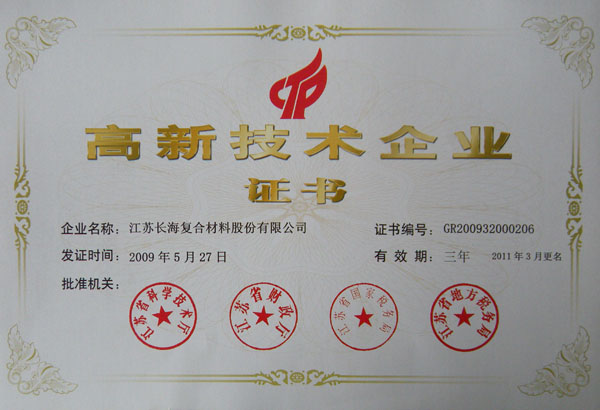 高新技术企业
证书
企业名称：江苏长海复合材料股份有限公司
证书编号：GR200932000206
发证时间：2009年5月27日
有效期：三年 2011年3月更名
批准机关：
江苏省科学技术厅
江苏省财政厅
江苏省国家税务局
江苏省地方税务局